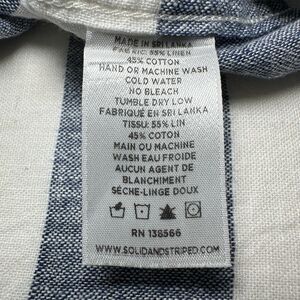 MADE IN SRI LANKA
FABRIC: 55% LINEN
45% COTTON
HAND OR MACHINE WASH
COLD WATER
NO BLEACH
TUMBLE DRY LOW
FABRIQUÉ EN SRI LANKA
TISSU: 55% LIN
45% COTON
MAIN OU MACHINE
WASH EAU FROIDE
AUCUN AGENT DE
BLANCHIMENT
SÈCHE-LINGE DOUX
RN 138566
WWW.SOLIDANDSTRIPED.COM